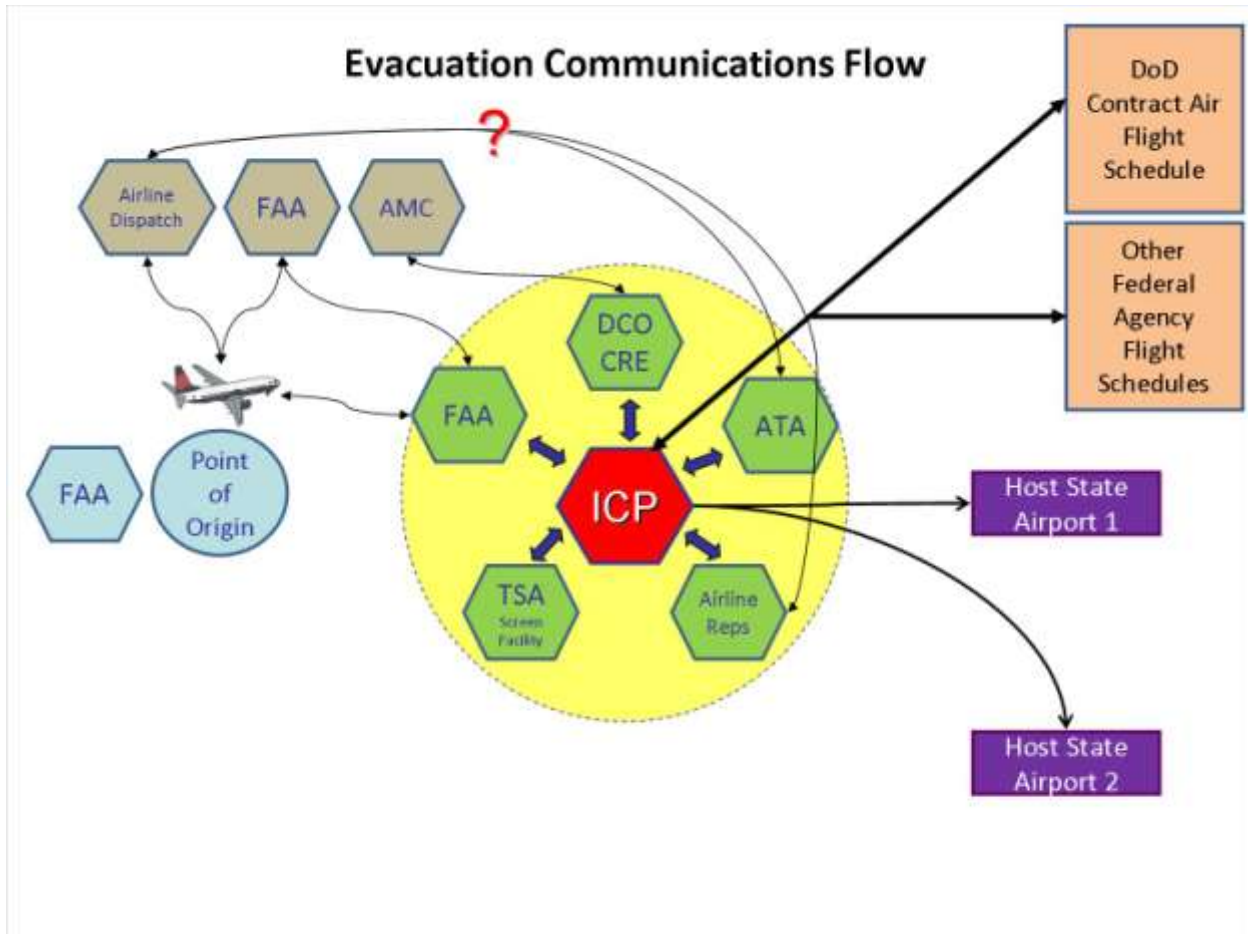 Evacuation Communications Flow
?
DoD
Contract Air
Flight
Schedule
Airline
Dispatch
FAA
AMC
Other
Federal
Agency
Flight
Schedules
DCO
CRE
FAA
ATA
FAA
Point
of
Origin
ICP
Host State
Airport 1
TSA
Screen
Facility
Airline
Reps
Host State
Airport 2